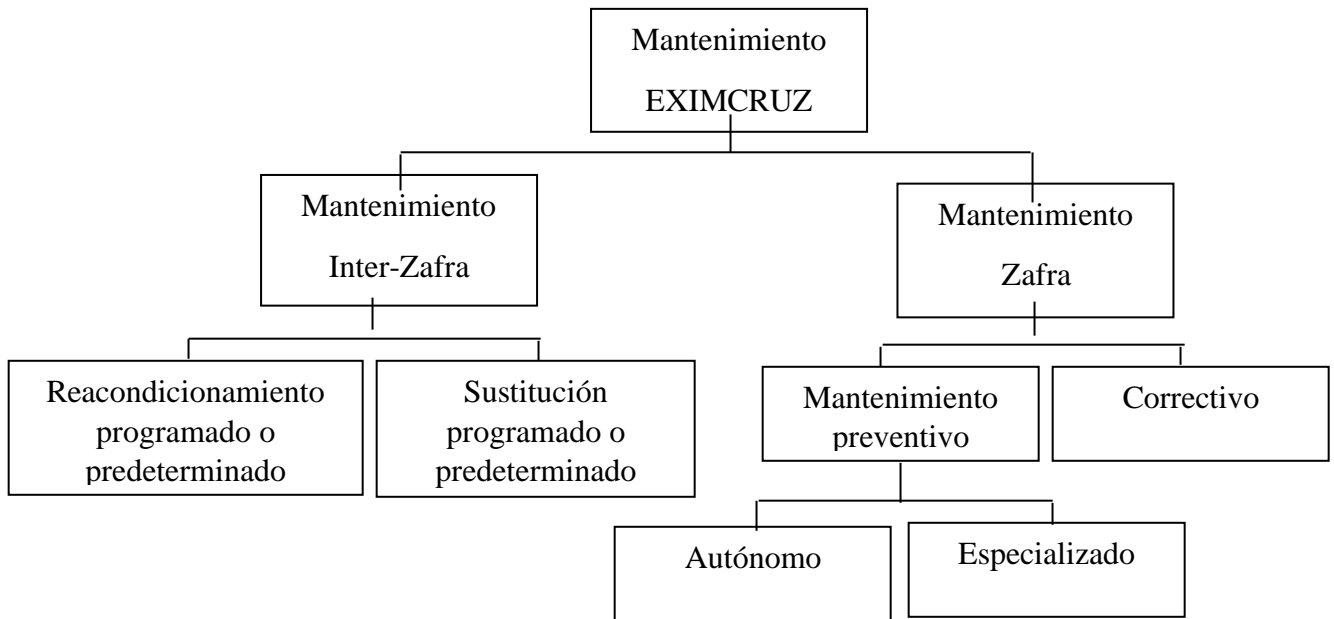 Mantenimiento
EXIMCRUZ
Mantenimiento
Inter-Zafra
Mantenimiento
Zafra
Reacondicionamiento
programado o
predeterminado
Sustitución
programado o
predeterminado
Mantenimiento
preventivo
Correctivo
Autónomo
Especializado